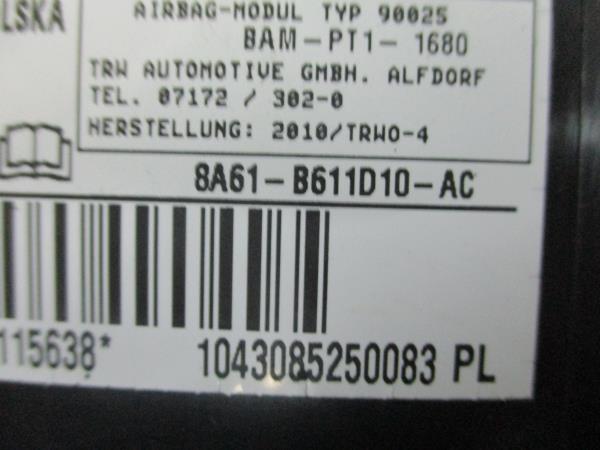 LSKA
AIRBAG-MODUL TYP 90025
BAM-PT1- 1680
TRW AUTOMOTIVE GMBH. ALFDORF
TEL. 07172 / 302-0
HERSTELLUNG: 2010/TRWO-4
8A61-B611D10-AC
115638* 1043085250083 PL